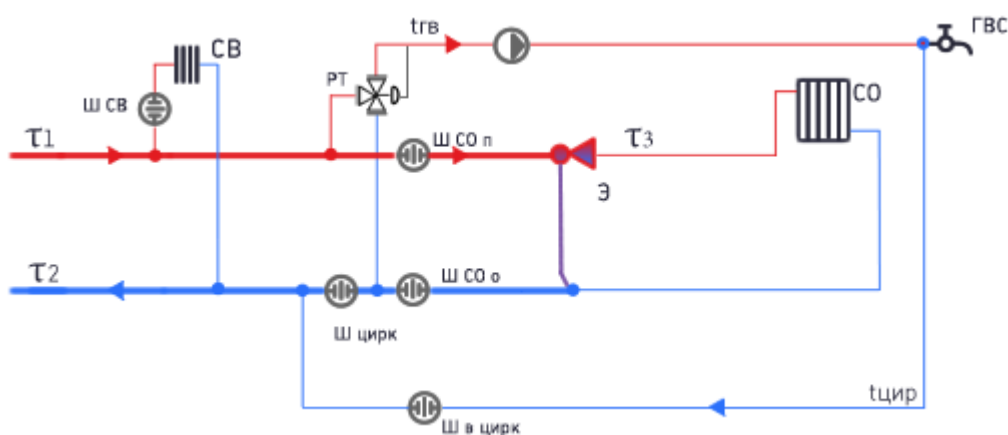 tгв
ГВС
СВ
РТ
Ш СВ
СО
τ1
Ш СО п
τ3
Э
τ2
Ш СО о
Ш цирк
tцир
Ш в цирк